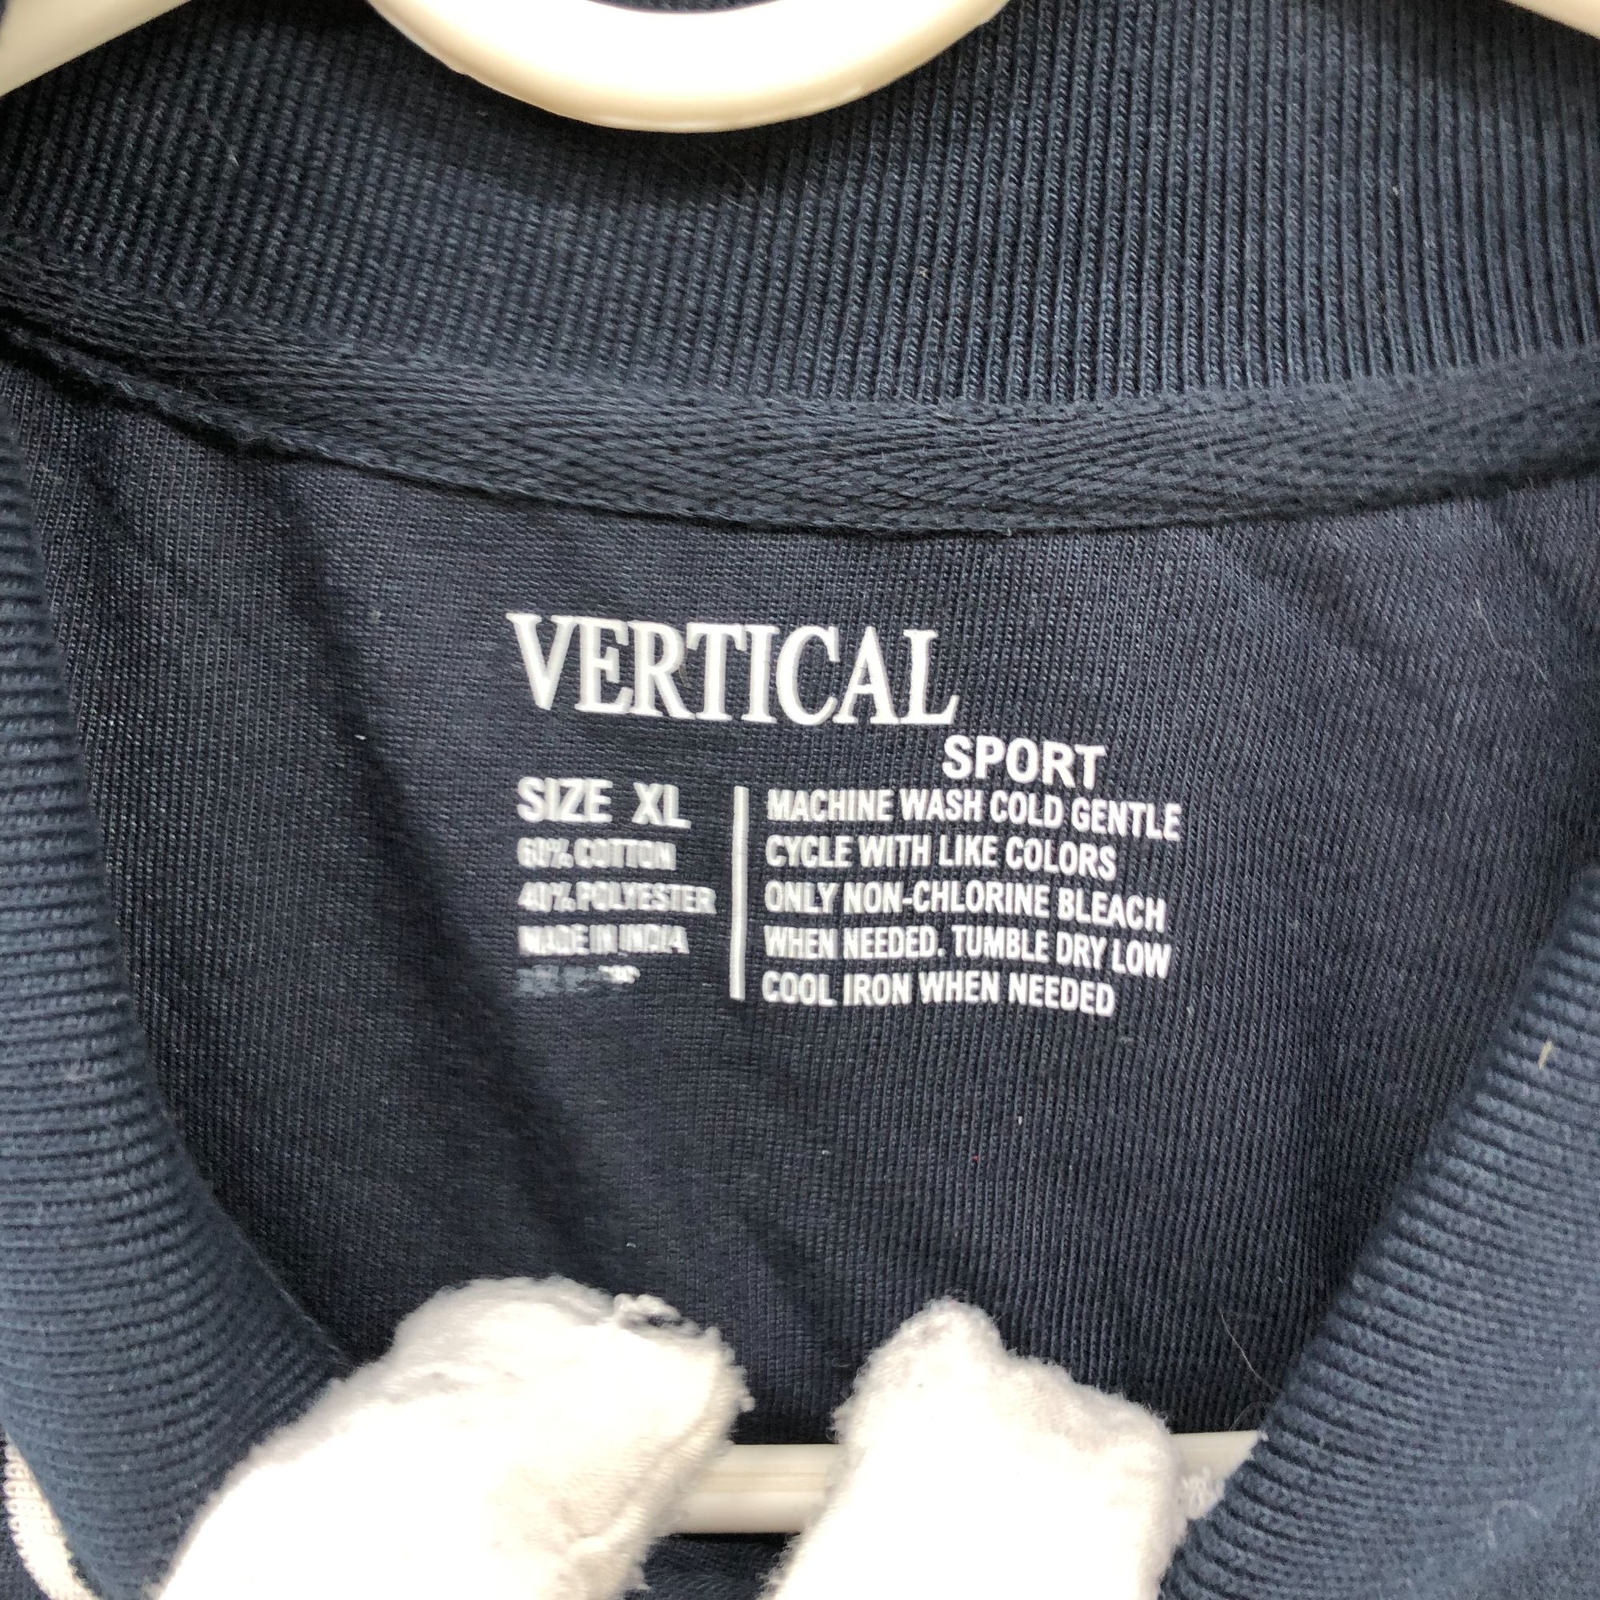 VERTICAL
SPORT
SIZE XL
60% COTTON
40% POLYESTER
MADE IN INDIA
MACHINE WASH COLD GENTLE
CYCLE WITH LIKE COLORS
ONLY NON-CHLORINE BLEACH
WHEN NEEDED. TUMBLE DRY LOW
COOL IRON WHEN NEEDED